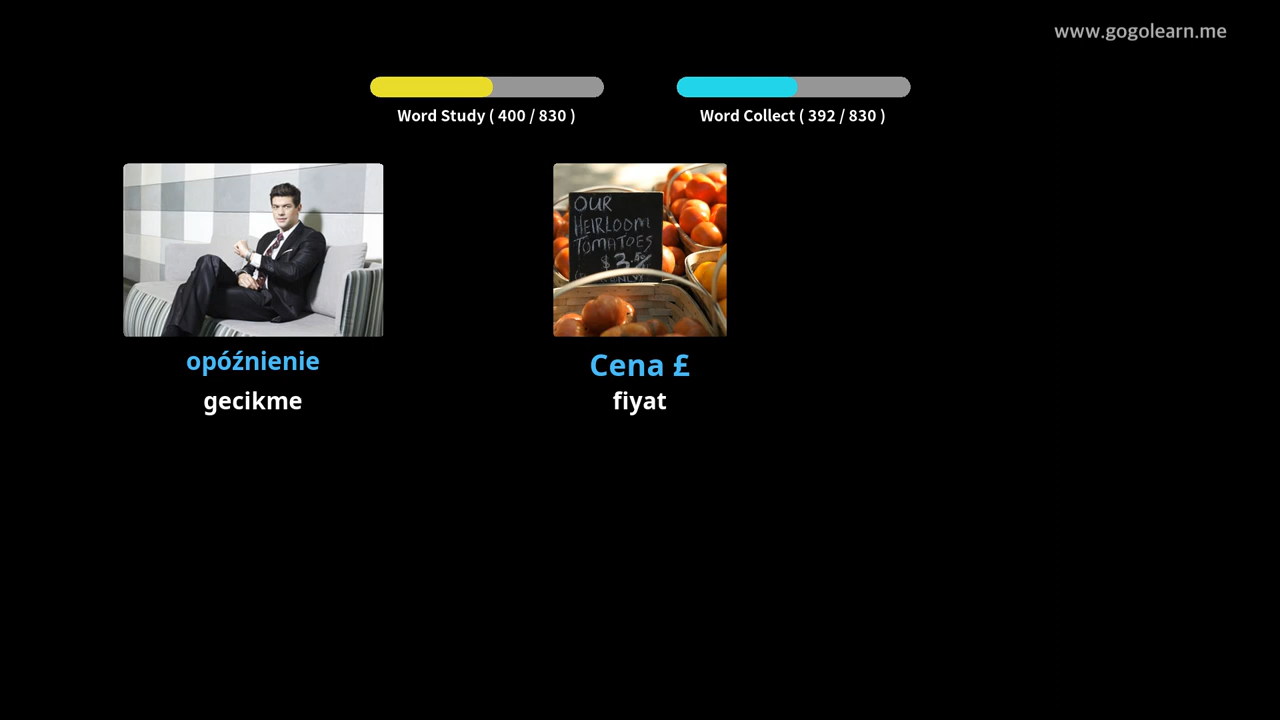 www.gogolearn.me
Word Study ( 400 / 830 )
Word Collect ( 392 / 830 )
OUR
HEIRLOOM
TOMATOES
opóźnienie
gecikme
Cena £
fiyat